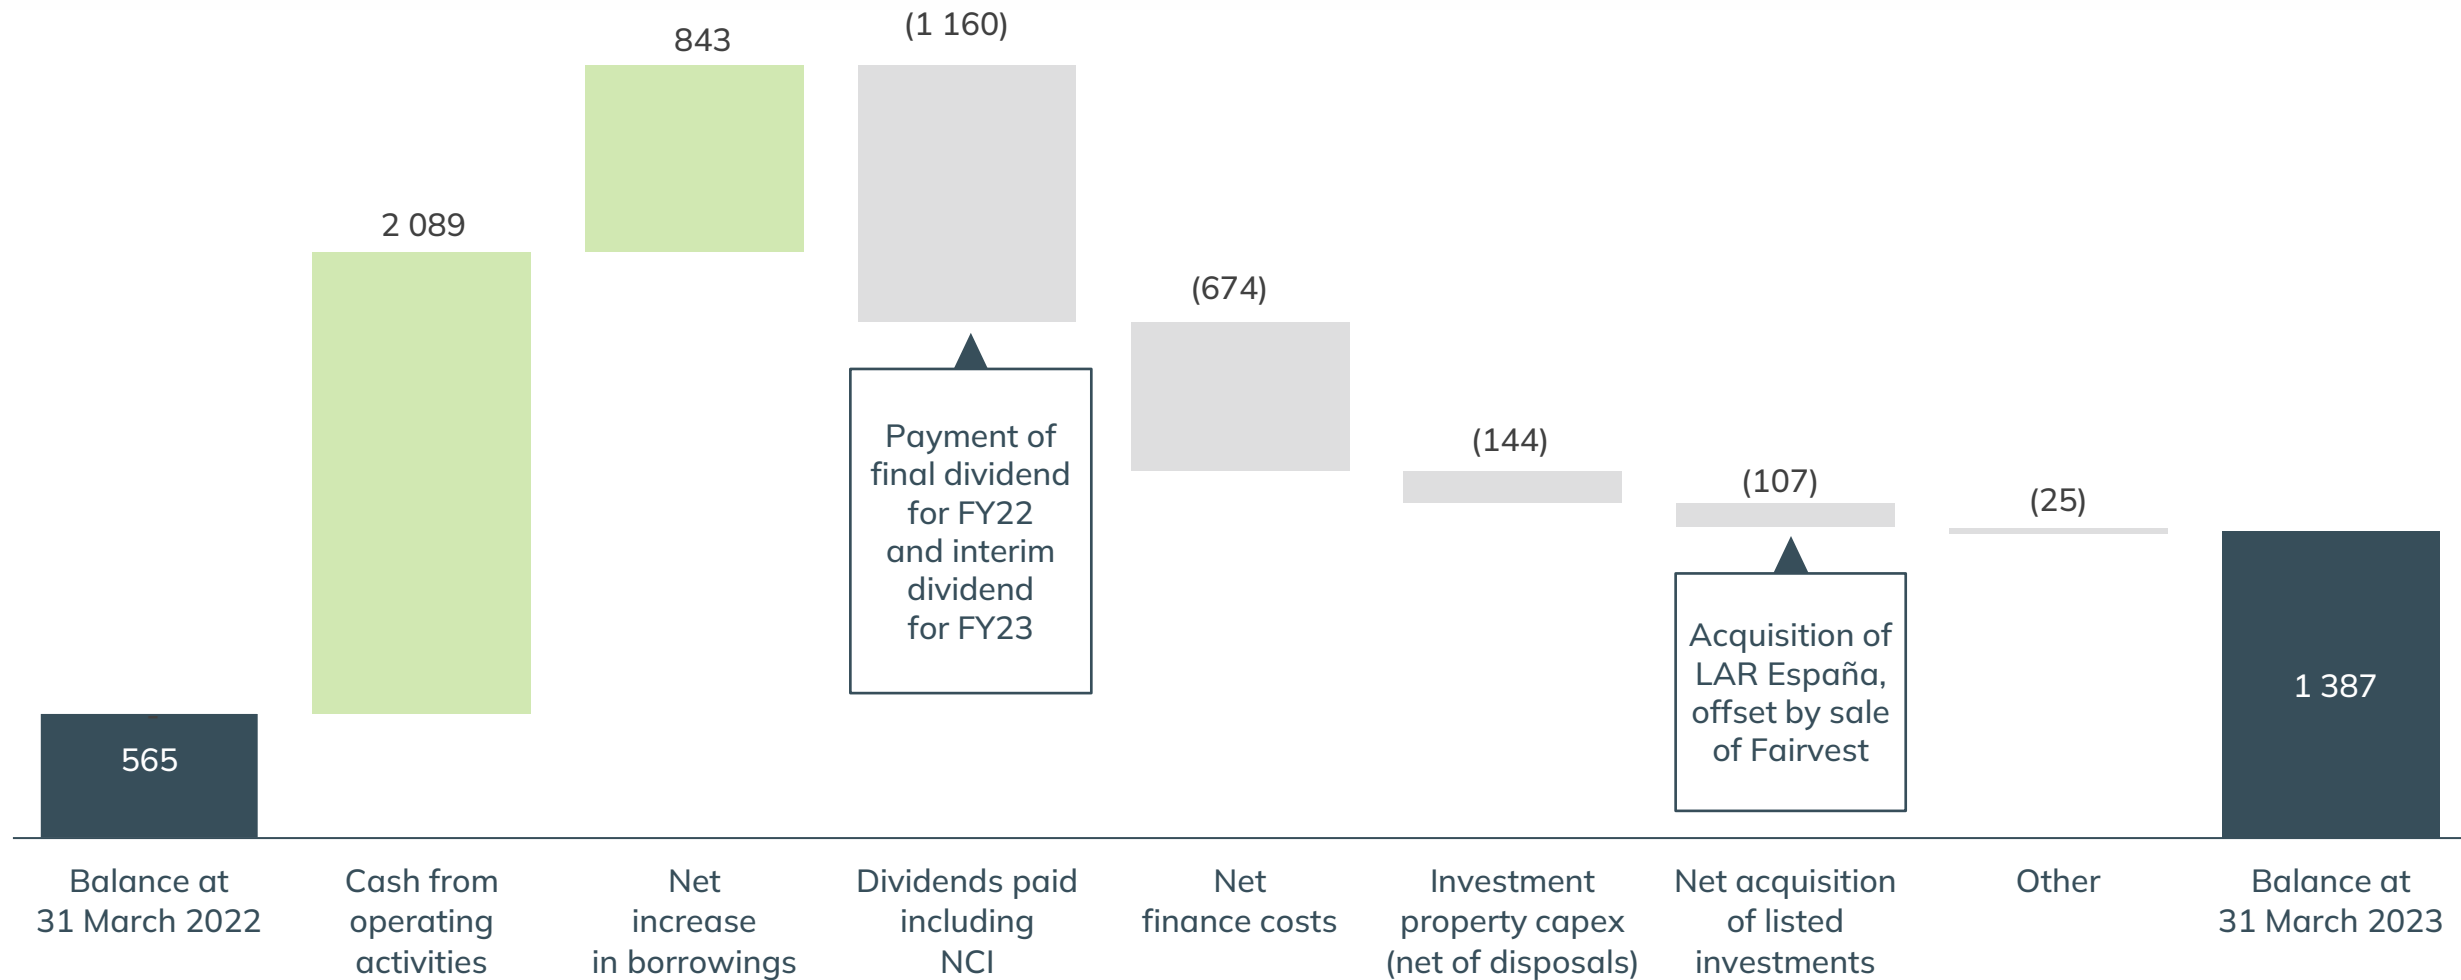 843
(1 160)
2 089
(674)
(144)
(107)
(25)
Payment of
final dividend
for FY22
and interim
dividend
for FY23
Acquisition of
LAR España,
offset by sale
of Fairvest
565
1 387
Balance at
31 March 2022
Cash from
operating
activities
Net
increase
in borrowings
Dividends paid
including
NCI
Net
finance costs
Investment
property capex
(net of disposals)
Net acquisition
of listed
investments
Other
Balance at
31 March 2023